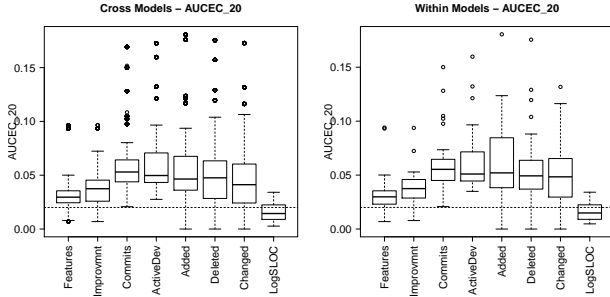 Cross Models – AUCEC_20
AUCEC_20
0.15
0.10
0.05
0.00
Features
Improvmnt
Commits
ActiveDev
Added
Deleted
Changed
LogSLOC
Within Models – AUCEC_20
AUCEC_20
0.15
0.10
0.05
0.00
Features
Improvmnt
Commits
ActiveDev
Added
Deleted
Changed
LogSLOC